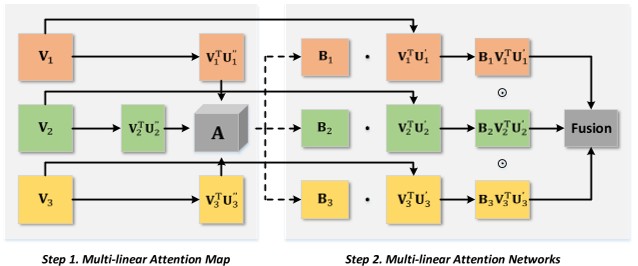 V₁ V₁ᵀU₁'' B₁ · V₁ᵀU₁' B₁V₁ᵀU₁'
⊙
V₂ V₂ᵀU₂'' A B₂ · V₂ᵀU₂' B₂V₂ᵀU₂' Fusion
⊙
V₃ V₃ᵀU₃'' B₃ · V₃ᵀU₃' B₃V₃ᵀU₃'
Step 1. Multi-linear Attention Map Step 2. Multi-linear Attention Networks